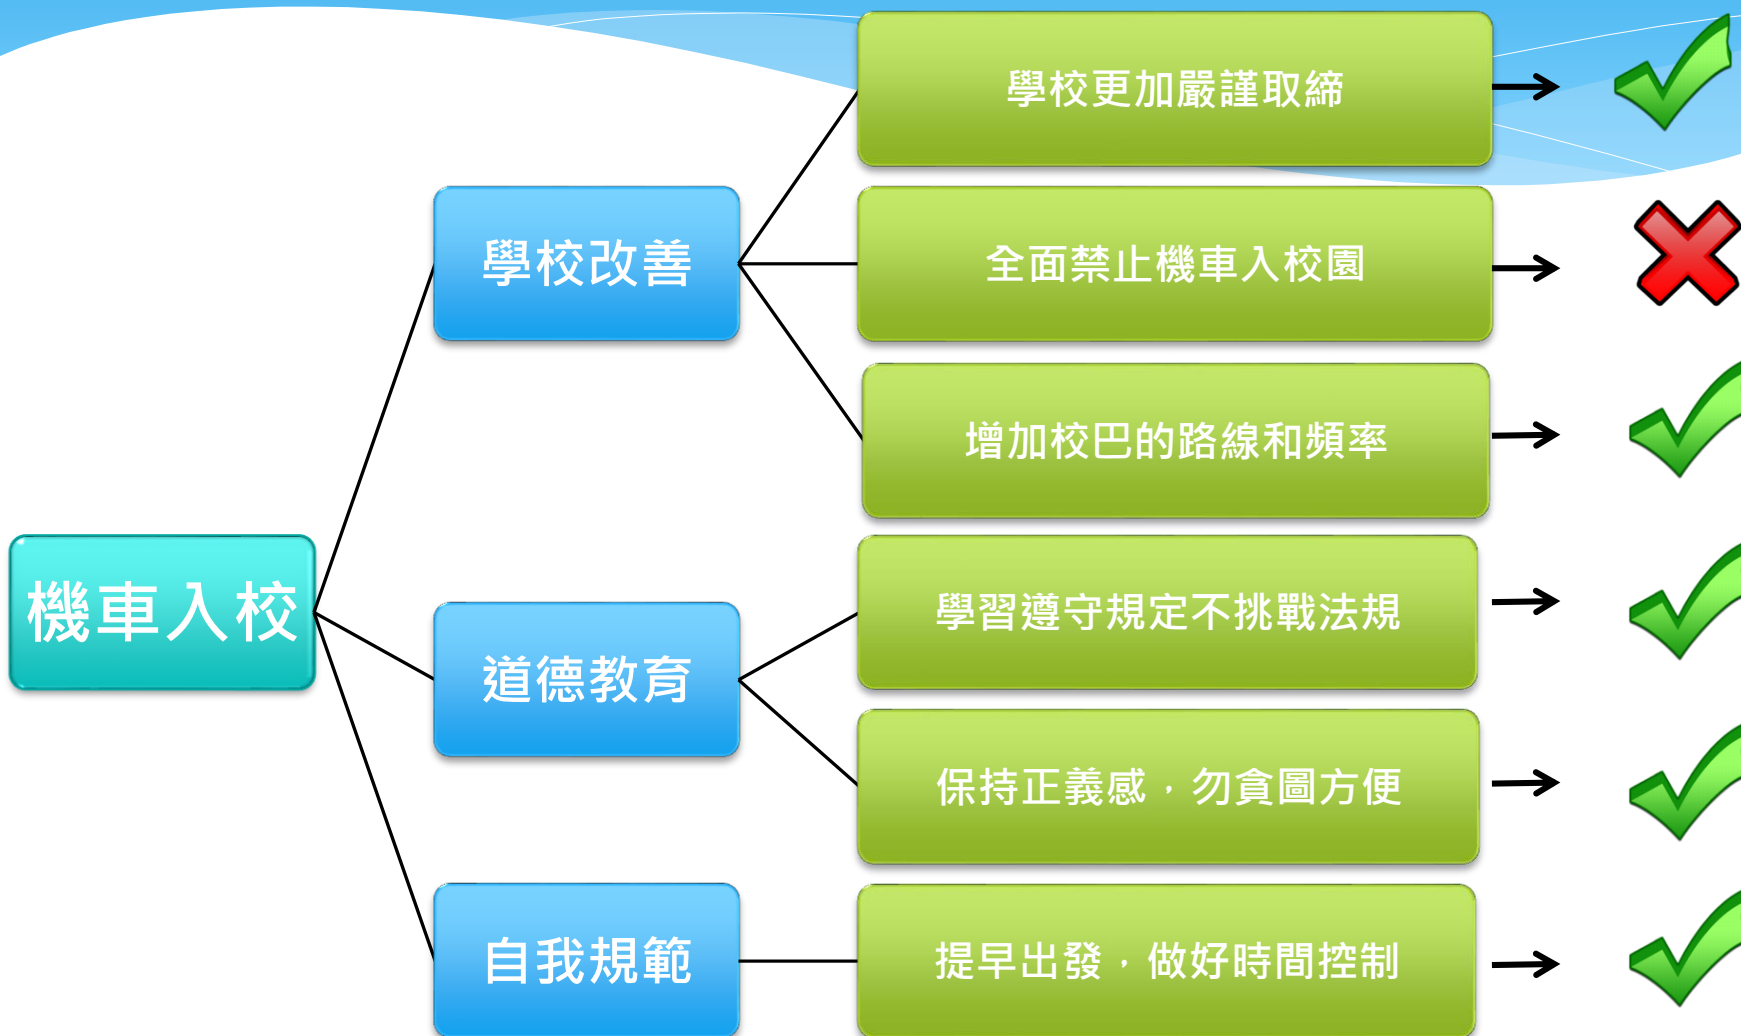 學校更加嚴謹取締
學校改善
全面禁止機車入校園
增加校巴的路線和頻率
機車入校
學習遵守規定不挑戰法規
道德教育
保持正義感，勿貪圖方便
自我規範
提早出發，做好時間控制